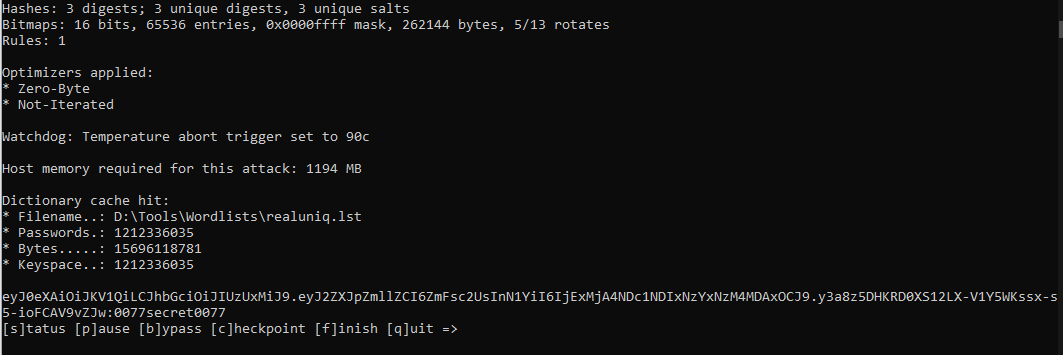 Hashes: 3 digests; 3 unique digests, 3 unique salts
Bitmaps: 16 bits, 65536 entries, 0x0000ffff mask, 262144 bytes, 5/13 rotates
Rules: 1
Optimizers applied:
* Zero-Byte
* Not-Iterated
Watchdog: Temperature abort trigger set to 90c
Host memory required for this attack: 1194 MB
Dictionary cache hit:
* Filename..: D:\Tools\Wordlists\realuniq.lst
* Passwords.: 1212336035
* Bytes.....: 15696118781
* Keyspace..: 1212336035
eyJ0eXAiOiJKV1QiLCJhbGciOiJIUzUxMiJ9.eyJ2ZXJpZmllZCI6ZmFsc2UsInN1YiI6IjExMjA4NDc1NDIxNzYxNzM4MDAxOCJ9.y3a8z5DHKRD0XS12LX-V1Y5WKssx-s
5-ioFCAV9vZJw:0077secret0077
[s]tatus [p]ause [b]ypass [c]heckpoint [f]inish [q]uit =>